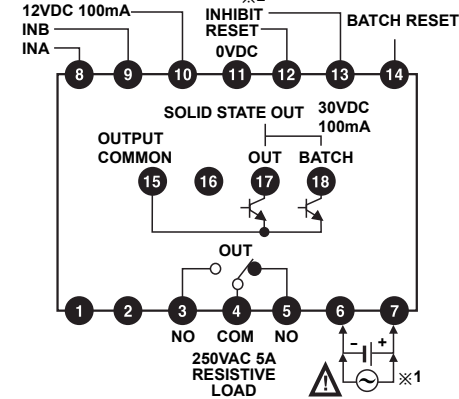 12VDC 100mA
INB
INA
INHIBIT
RESET
0VDC
BATCH RESET
8 9 10 11 12 13 14
SOLID STATE OUT
30VDC
100mA
OUTPUT
COMMON
OUT BATCH
15 16 17 18
OUT
1 2 3 4 5 6 7
NO COM NO
250VAC 5A
RESISTIVE
LOAD
- +
! ※1